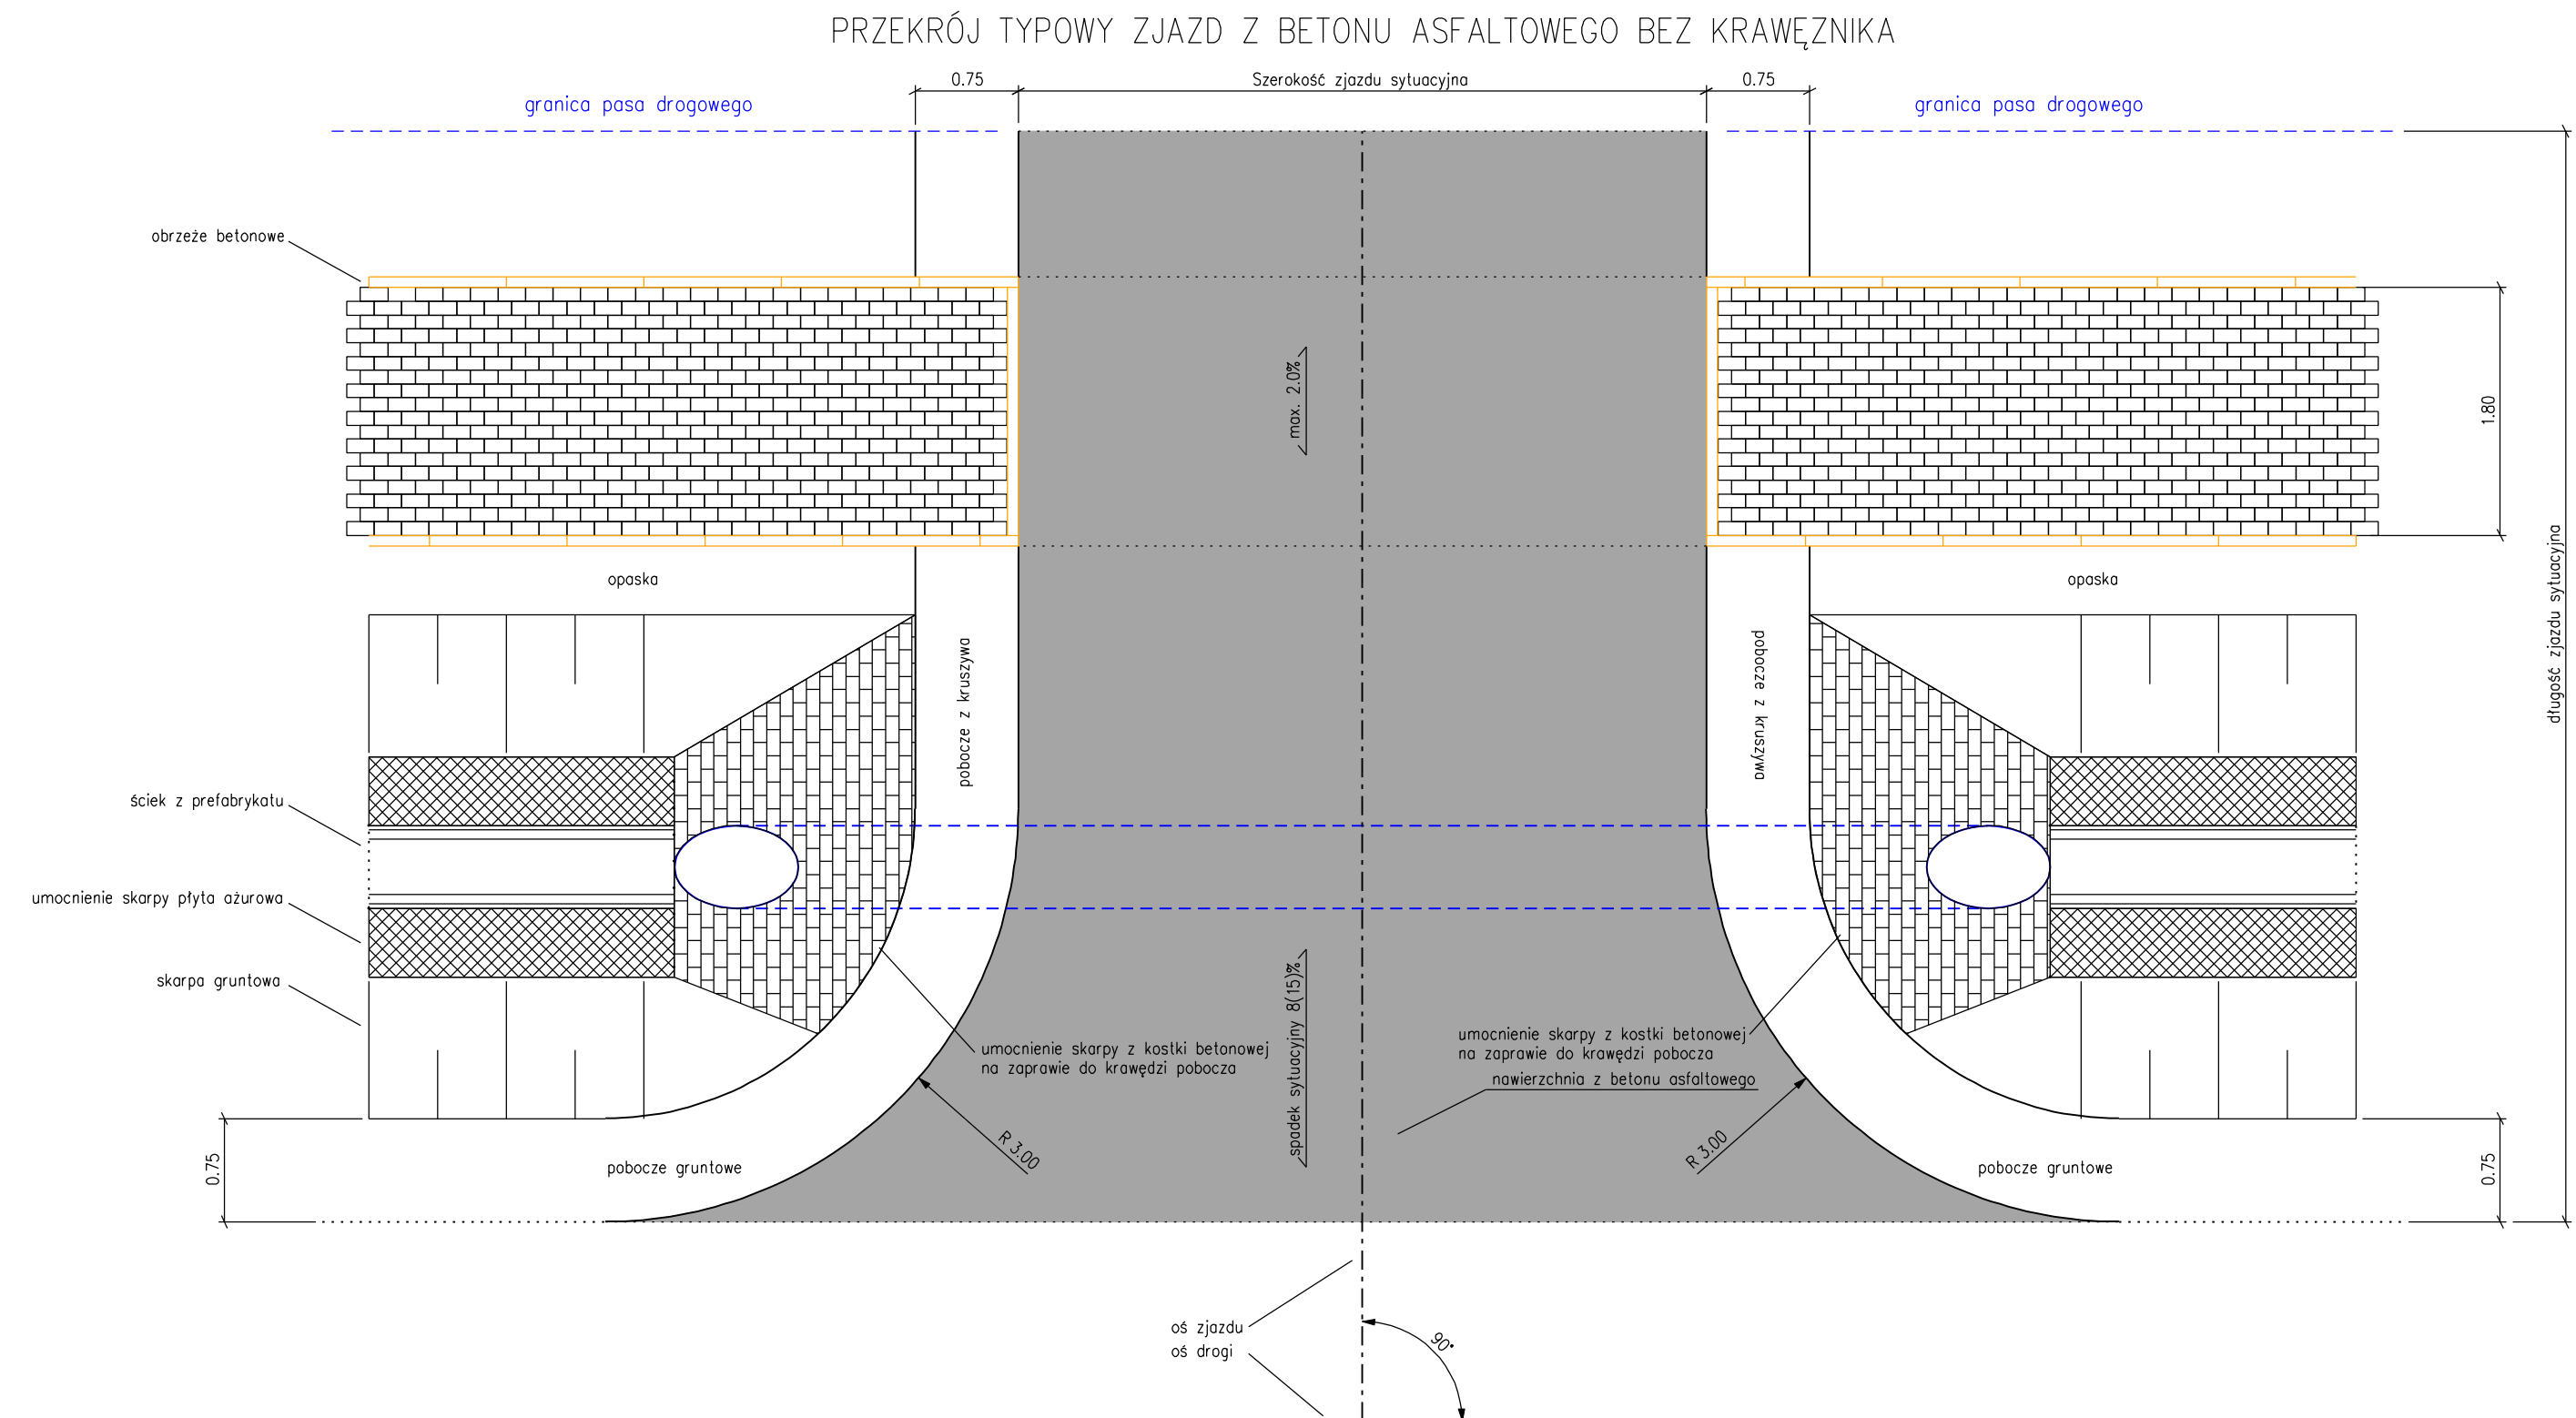 PRZEKRÓJ TYPOWY ZJAZD Z BETONU ASFALTOWEGO BEZ KRAWĘZNIKA
0.75
Szerokość zjazdu sytuacyjna
0.75
granica pasa drogowego
granica pasa drogowego
obrzeże betonowe
max. 2.0%
1.80
długość zjazdu sytuacyjna
opaska
opaska
pobocze z kruszywa
pobocze z kruszywa
ściek z prefabrykatu
umocnienie skarpy płyta ażurowa
skarpa gruntowa
spadek sytuacyjny 8(15)%
umocnienie skarpy z kostki betonowej
na zaprawie do krawędzi pobocza
umocnienie skarpy z kostki betonowej
na zaprawie do krawędzi pobocza
nawierzchnia z betonu asfaltowego
R 3.00
R 3.00
0.75
pobocze gruntowe
pobocze gruntowe
0.75
oś zjazdu
oś drogi
90°